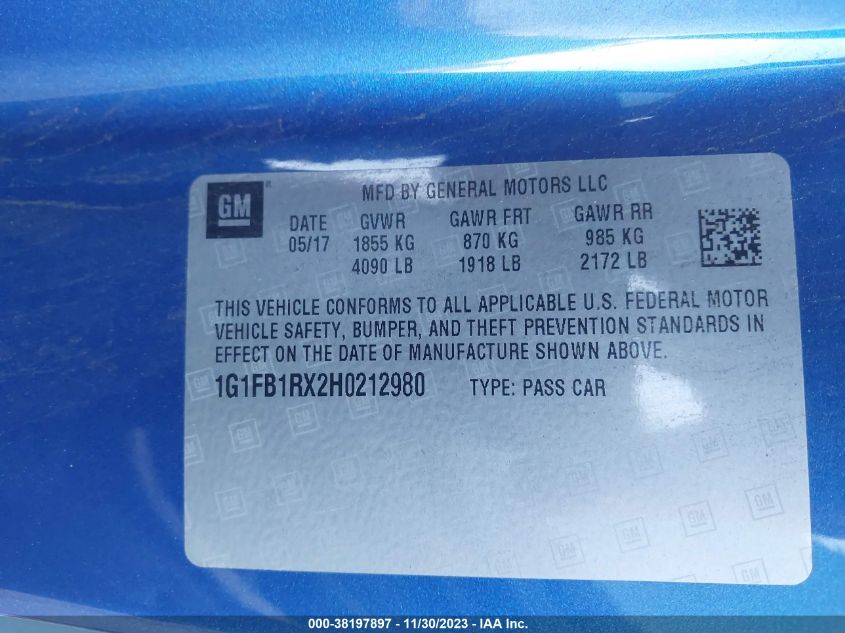 GM
MFD BY GENERAL MOTORS LLC
DATE GVWR GAWR FRT GAWR RR
05/17 1855 KG 870 KG 985 KG
4090 LB 1918 LB 2172 LB
THIS VEHICLE CONFORMS TO ALL APPLICABLE U.S. FEDERAL MOTOR
VEHICLE SAFETY, BUMPER, AND THEFT PREVENTION STANDARDS IN
EFFECT ON THE DATE OF MANUFACTURE SHOWN ABOVE.
1G1FB1RX2H0212980 TYPE: PASS CAR
000-38197897 - 11/30/2023 - IAA Inc.